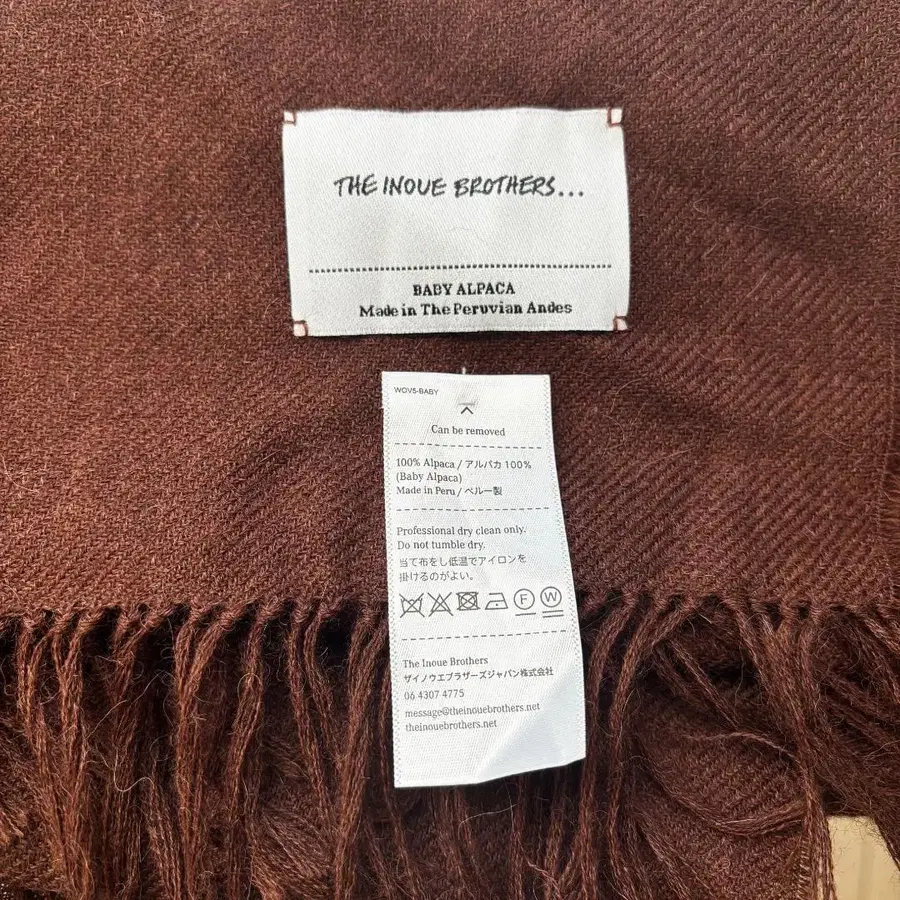 THE INOUE BROTHERS...
BABY ALPACA
Made in The Peruvian Andes
WOV5-BABY
Can be removed
100% Alpaca / アルパカ 100%
(Baby Alpaca)
Made in Peru / ペルー製
Professional dry clean only.
Do not tumble dry.
当て布をし低温でアイロンを
掛けるのがよい。
F W
The Inoue Brothers
ザイノウエブラザーズジャパン株式会社
06 4307 4775
message@theinouebrothers.net
theinouebrothers.net